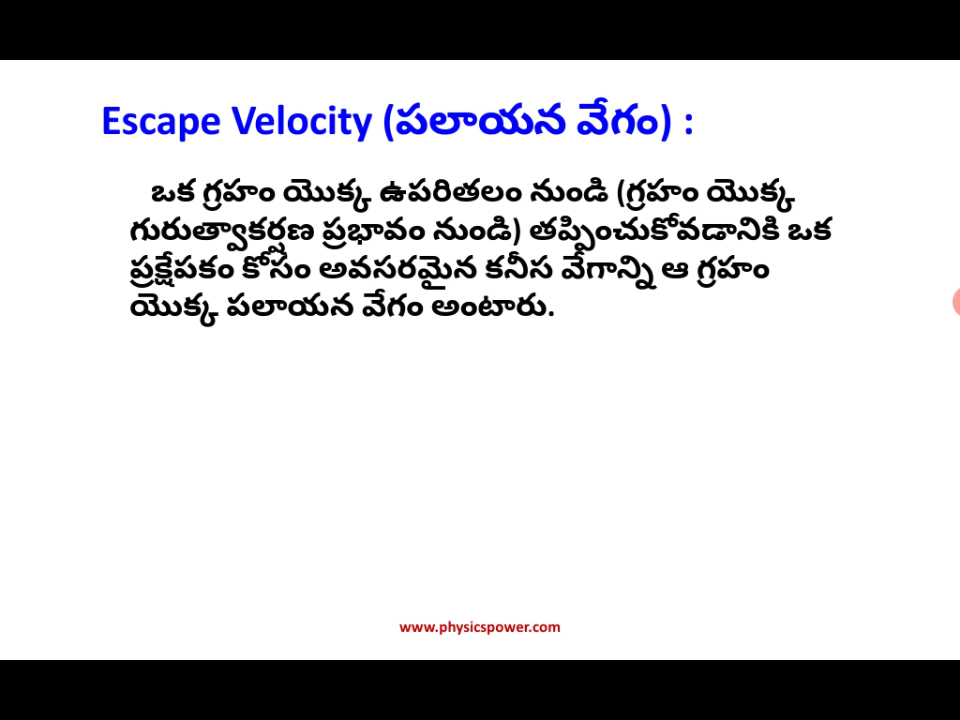 Escape Velocity (పలాయన వేగం) :
ఒక గ్రహం యొక్క ఉపరితలం నుండి (గ్రహం యొక్క
గురుత్వాకర్షణ ప్రభావం నుండి) తప్పించుకోవడానికి ఒక
ప్రక్షేపకం కోసం అవసరమైన కనీస వేగాన్ని ఆ గ్రహం
యొక్క పలాయన వేగం అంటారు.
www.physicspower.com